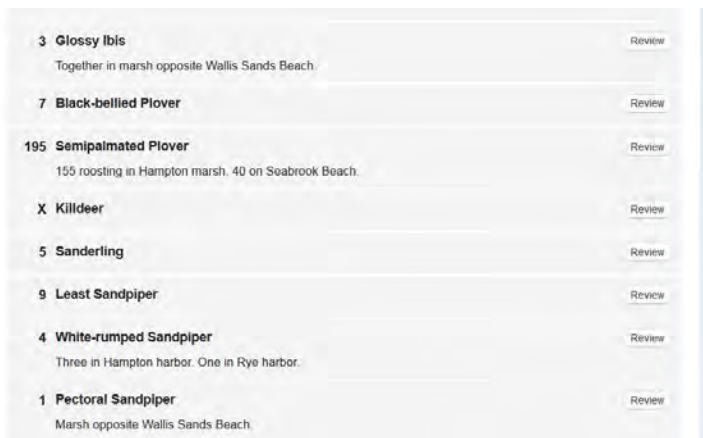 3 Glossy Ibis Review
Together in marsh opposite Wallis Sands Beach.
7 Black-bellied Plover Review
195 Semipalmated Plover Review
155 roosting in Hampton marsh. 40 on Seabrook Beach.
X Killdeer Review
5 Sanderling Review
9 Least Sandpiper Review
4 White-rumped Sandpiper Review
Three in Hampton harbor. One in Rye harbor.
1 Pectoral Sandpiper Review
Marsh opposite Wallis Sands Beach.